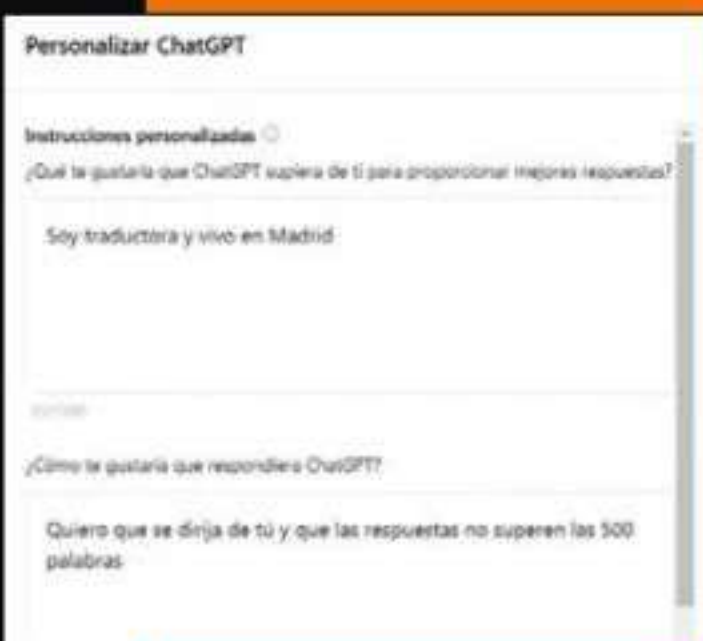 Personalizar ChatGPT
Instrucciones personalizadas
¿Qué te gustaría que ChatGPT supiera de ti para proporcionar mejores respuestas?
Soy traductora y vivo en Madrid
¿Cómo te gustaría que respondiera ChatGPT?
Quiero que se dirija de tú y que las respuestas no superen las 500
palabras